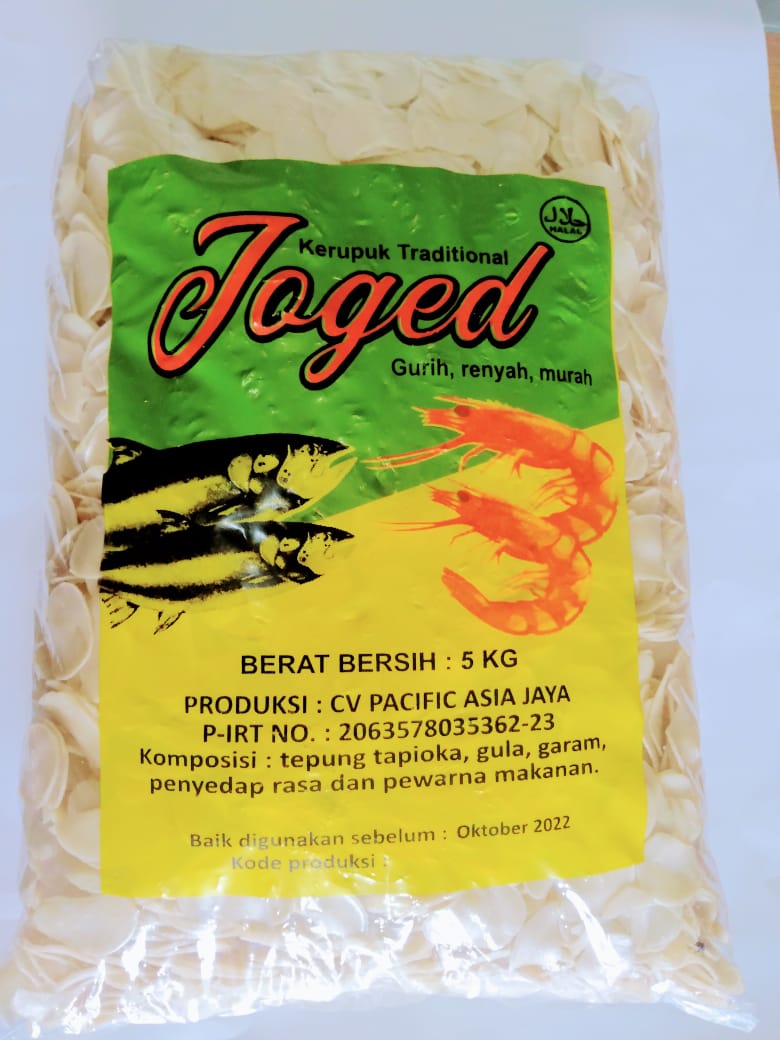 حلال
HALAL
Kerupuk Traditional
Joged
Gurih, renyah, murah
BERAT BERSIH : 5 KG
PRODUKSI : CV PACIFIC ASIA JAYA
P-IRT NO. : 2063578035362-23
Komposisi : tepung tapioka, gula, garam,
penyedap rasa dan pewarna makanan.
Baik digunakan sebelum : Oktober 2022
Kode produksi :